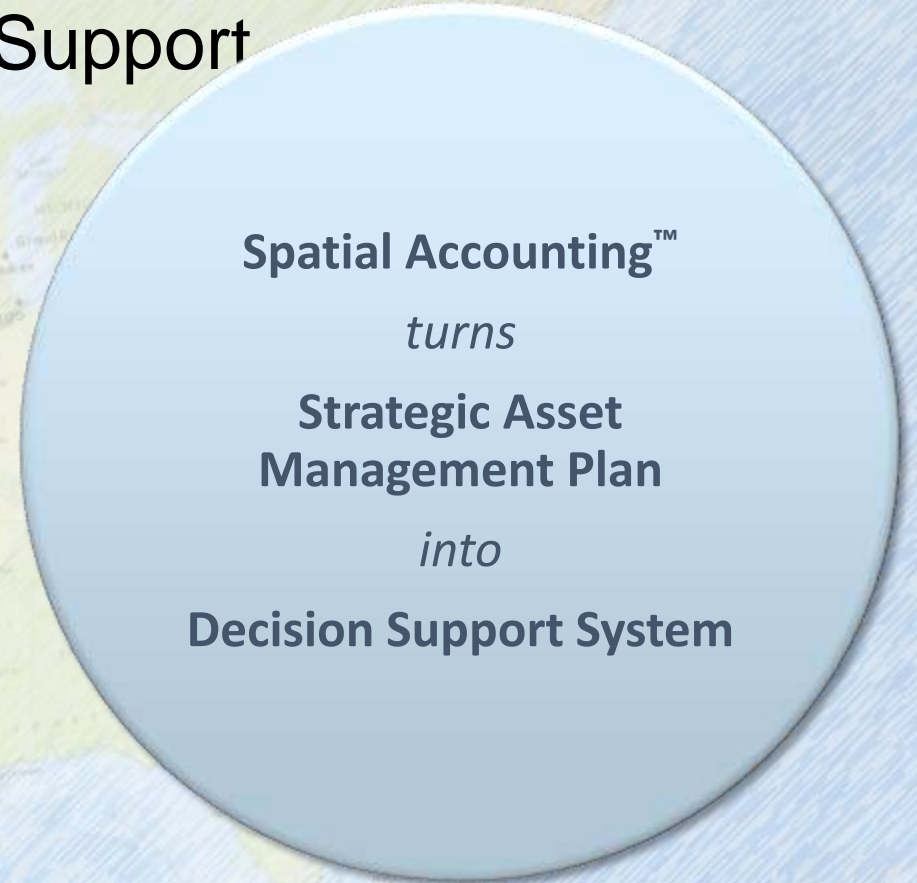 Support
Spatial Accounting™
turns
Strategic Asset
Management Plan
into
Decision Support System